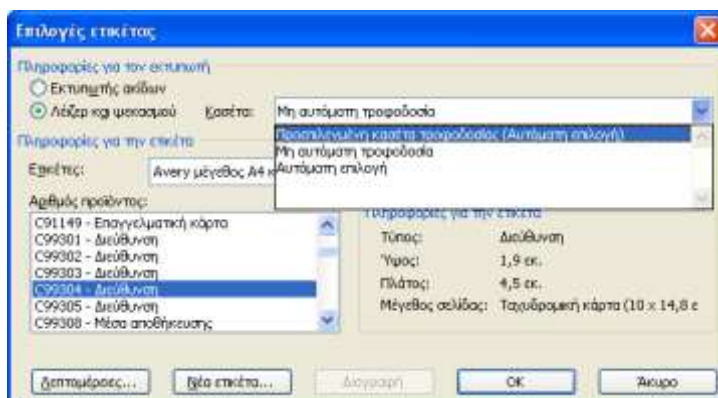 Επιλογές ετικέτας
Πληροφορίες για τον εκτυπωτή
Εκτυπωτής ακίδων
Λέιζερ και ψεκασμού Κασέτα: Μη αυτόματη τροφοδοσία
Προεπιλεγμένη κασέτα τροφοδοσίας (Αυτόματη επιλογή)
Πληροφορίες για την ετικέτα
Μη αυτόματη τροφοδοσία
Ετικέτες: Avery μέγεθος A4 κ
Αυτόματη επιλογή
Αριθμός προϊόντος:
Πληροφορίες για την ετικέτα
C91149 - Επαγγελματική κάρτα
C99301 - Διεύθυνση Τύπος: Διεύθυνση
C99302 - Διεύθυνση Ύψος: 1,9 εκ.
C99303 - Διεύθυνση
C99304 - Διεύθυνση Πλάτος: 4,5 εκ.
C99305 - Διεύθυνση Μέγεθος σελίδας: Ταχυδρομική κάρτα (10 x 14,8 ε
C99308 - Μέσα αποθήκευσης
Λεπτομέρειες... Νέα ετικέτα... Διαγραφή OK Άκυρο